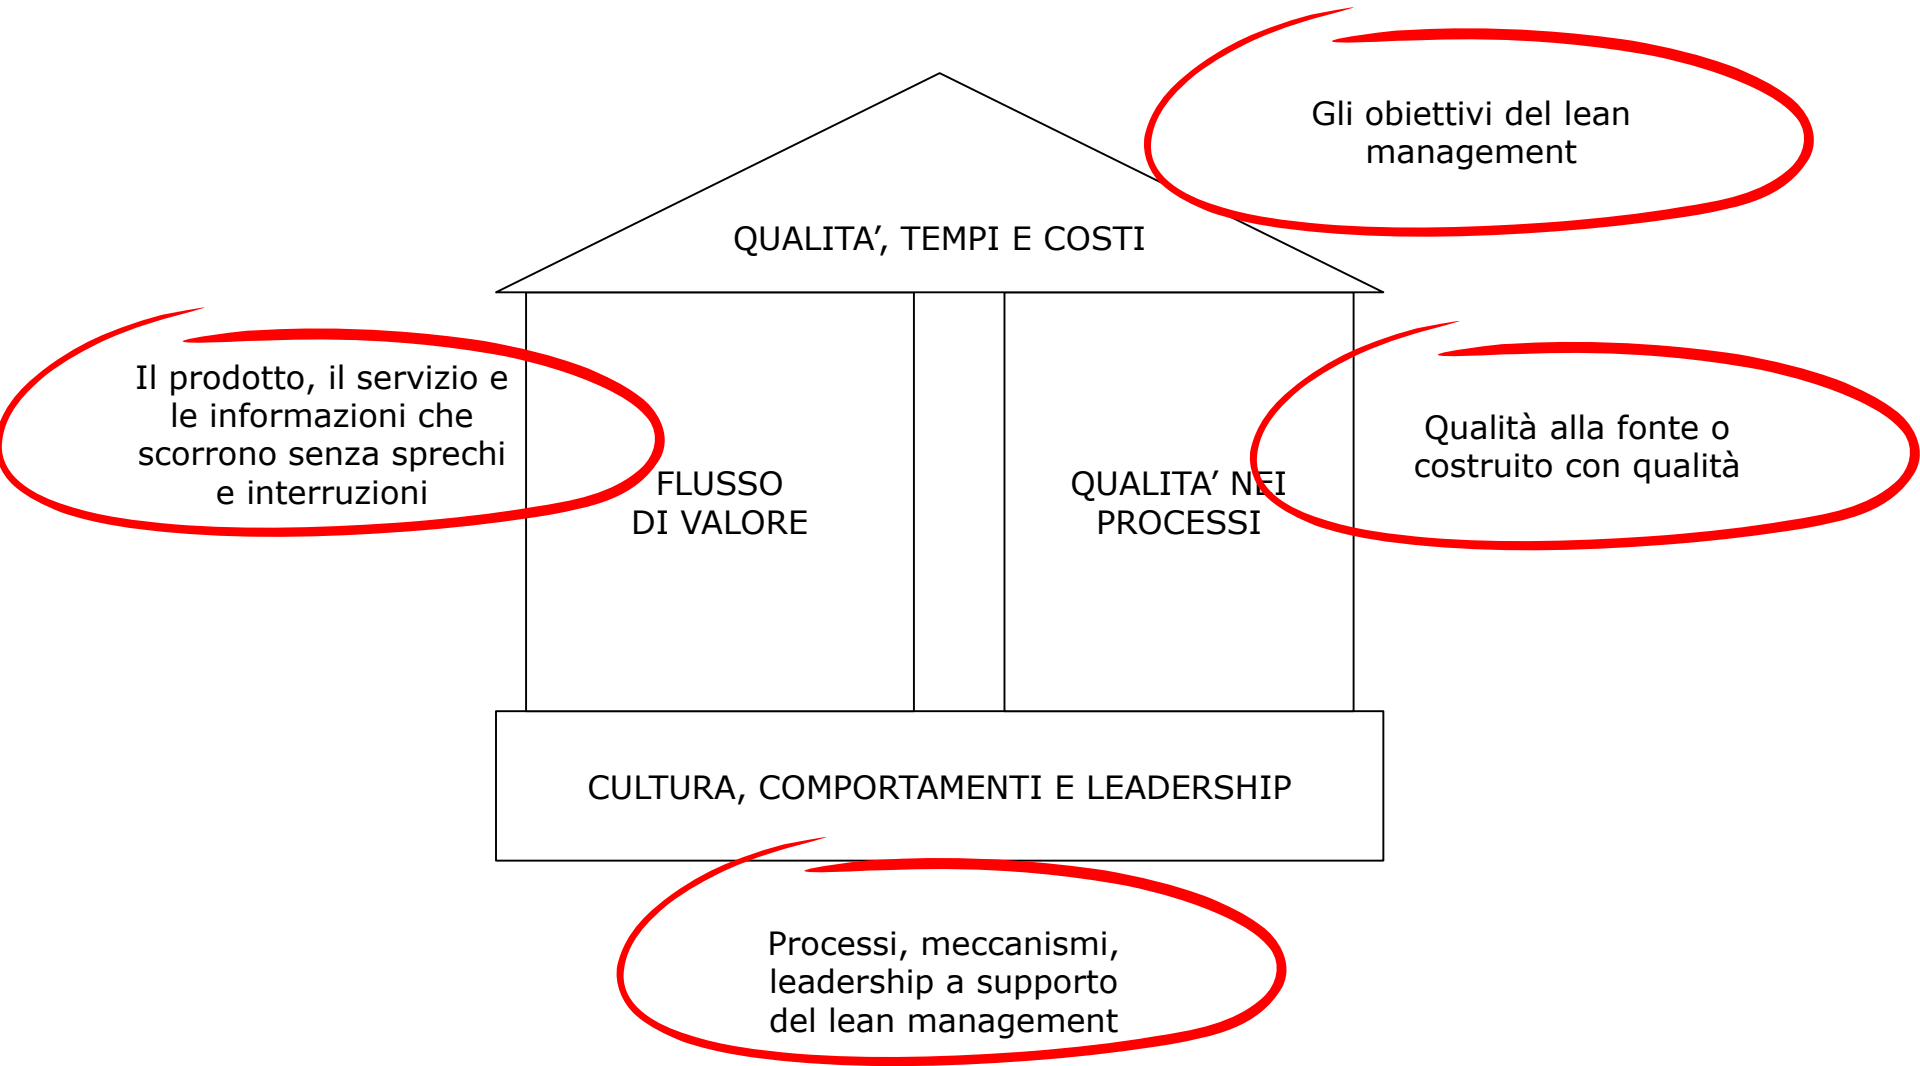 Gli obiettivi del lean
management
QUALITA’, TEMPI E COSTI
Il prodotto, il servizio e
le informazioni che
scorrono senza sprechi
e interruzioni
FLUSSO
DI VALORE
QUALITA’ NEI
PROCESSI
Qualità alla fonte o
costruito con qualità
CULTURA, COMPORTAMENTI E LEADERSHIP
Processi, meccanismi,
leadership a supporto
del lean management